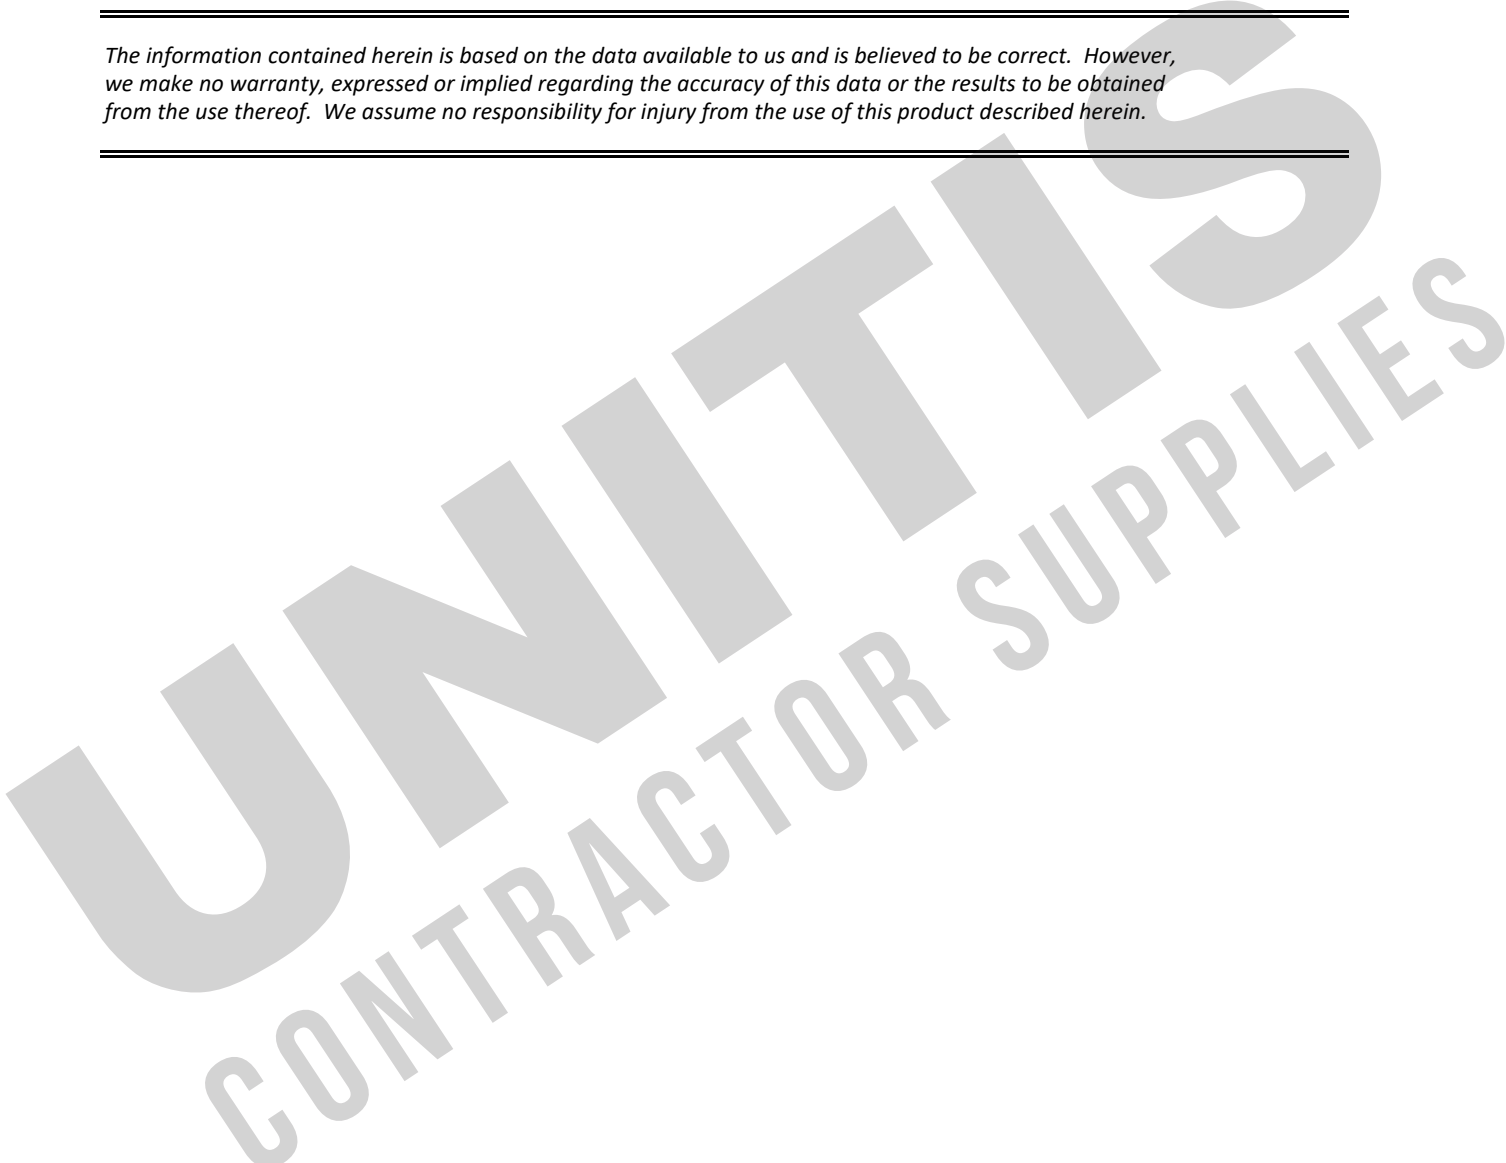 The information contained herein is based on the data available to us and is believed to be correct.  However,
we make no warranty, expressed or implied regarding the accuracy of this data or the results to be obtained
from the use thereof.  We assume no responsibility for injury from the use of this product described herein.
UNITIS
CONTRACTOR SUPPLIES